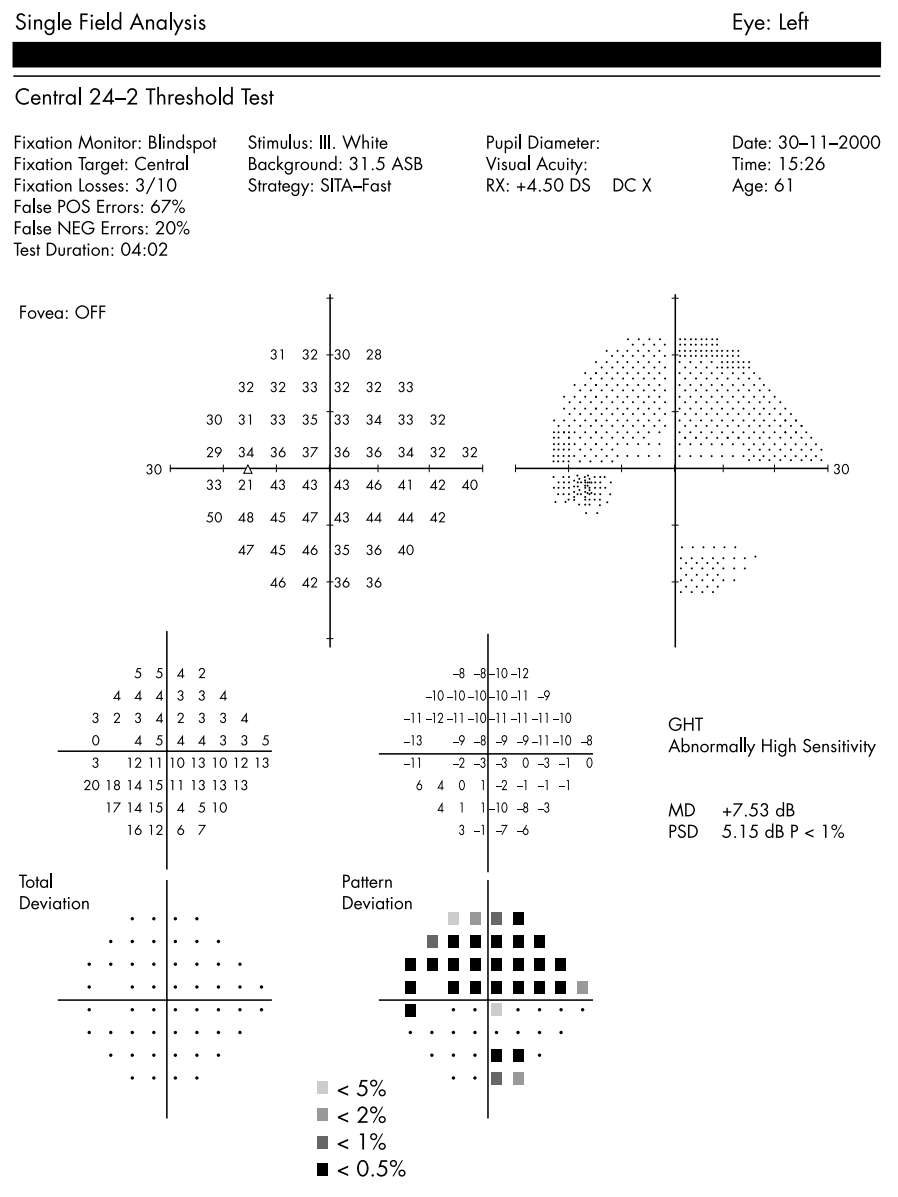 Single Field Analysis Eye: Left
Central 24–2 Threshold Test
Fixation Monitor: Blindspot Stimulus: III. White Pupil Diameter: Date: 30–11–2000
Fixation Target: Central Background: 31.5 ASB Visual Acuity: Time: 15:26
Fixation Losses: 3/10 Strategy: SITA–Fast RX: +4.50 DS DC X Age: 61
False POS Errors: 67%
False NEG Errors: 20%
Test Duration: 04:02
Fovea: OFF
31 32 30 28
32 32 33 32 32 33
30 31 33 35 33 34 33 32
29 34 36 37 36 36 34 32 32
30 30
33 21 43 43 43 46 41 42 40
50 48 45 47 43 44 44 42
47 45 46 35 36 40
46 42 36 36
5 5 4 2 –8 –8 –10 –12
4 4 4 3 3 4 –10 –10 –10 –10 –11 –9
3 2 3 4 2 3 3 4 –11 –12 –11 –10 –11 –11 –11 –10
GHT
0 4 5 4 4 3 3 5 –13 –9 –8 –9 –9 –11 –10 –8
Abnormally High Sensitivity
3 12 11 10 13 10 12 13 –11 –2 –3 –3 0 –3 –1 0
20 18 14 15 11 13 13 13 6 4 0 1 –2 –1 –1 –1
17 14 15 4 5 10 4 1 1 –10 –8 –3
MD +7.53 dB
16 12 6 7 3 –1 –7 –6
PSD 5.15 dB P < 1%
Total Pattern
Deviation Deviation
< 5%
< 2%
< 1%
< 0.5%